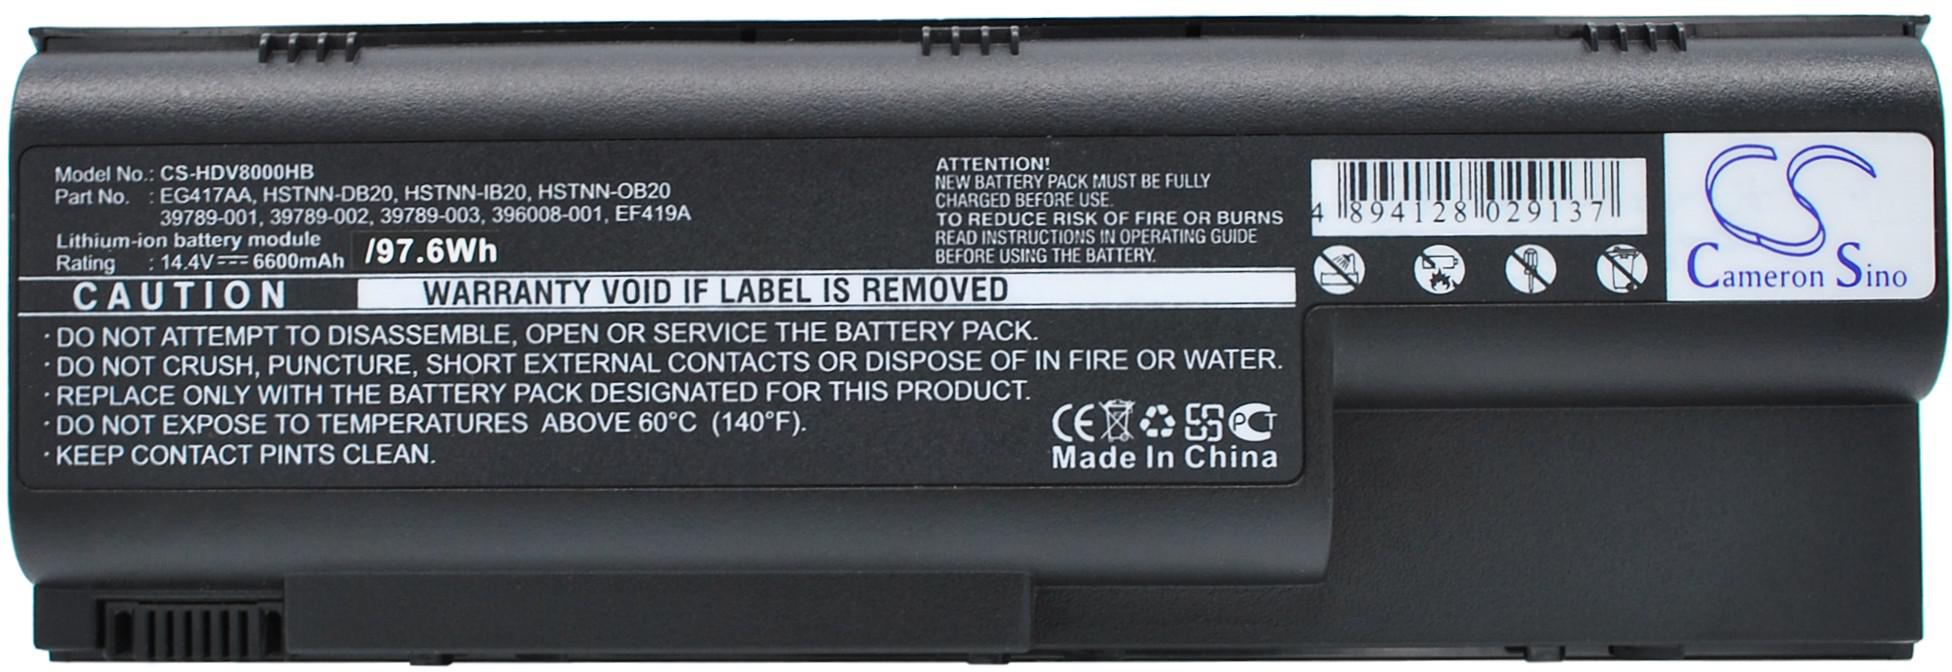 Model No.: CS-HDV8000HB
Part No. : EG417AA, HSTNN-DB20, HSTNN-IB20, HSTNN-OB20
39789-001, 39789-002, 39789-003, 396008-001, EF419A
Lithium-ion battery module
Rating : 14.4V⎓ 6600mAh /97.6Wh
ATTENTION!
NEW BATTERY PACK MUST BE FULLY
CHARGED BEFORE USE.
TO REDUCE RISK OF FIRE OR BURNS
READ INSTRUCTIONS IN OPERATING GUIDE
BEFORE USING THE BATTERY.
4 894128 029137
CS
Cameron Sino
CAUTION WARRANTY VOID IF LABEL IS REMOVED
· DO NOT ATTEMPT TO DISASSEMBLE, OPEN OR SERVICE THE BATTERY PACK.
· DO NOT CRUSH, PUNCTURE, SHORT EXTERNAL CONTACTS OR DISPOSE OF IN FIRE OR WATER.
· REPLACE ONLY WITH THE BATTERY PACK DESIGNATED FOR THIS PRODUCT.
· DO NOT EXPOSE TO TEMPERATURES ABOVE 60°C (140°F).
· KEEP CONTACT PINTS CLEAN.
CE PCT
Made In China